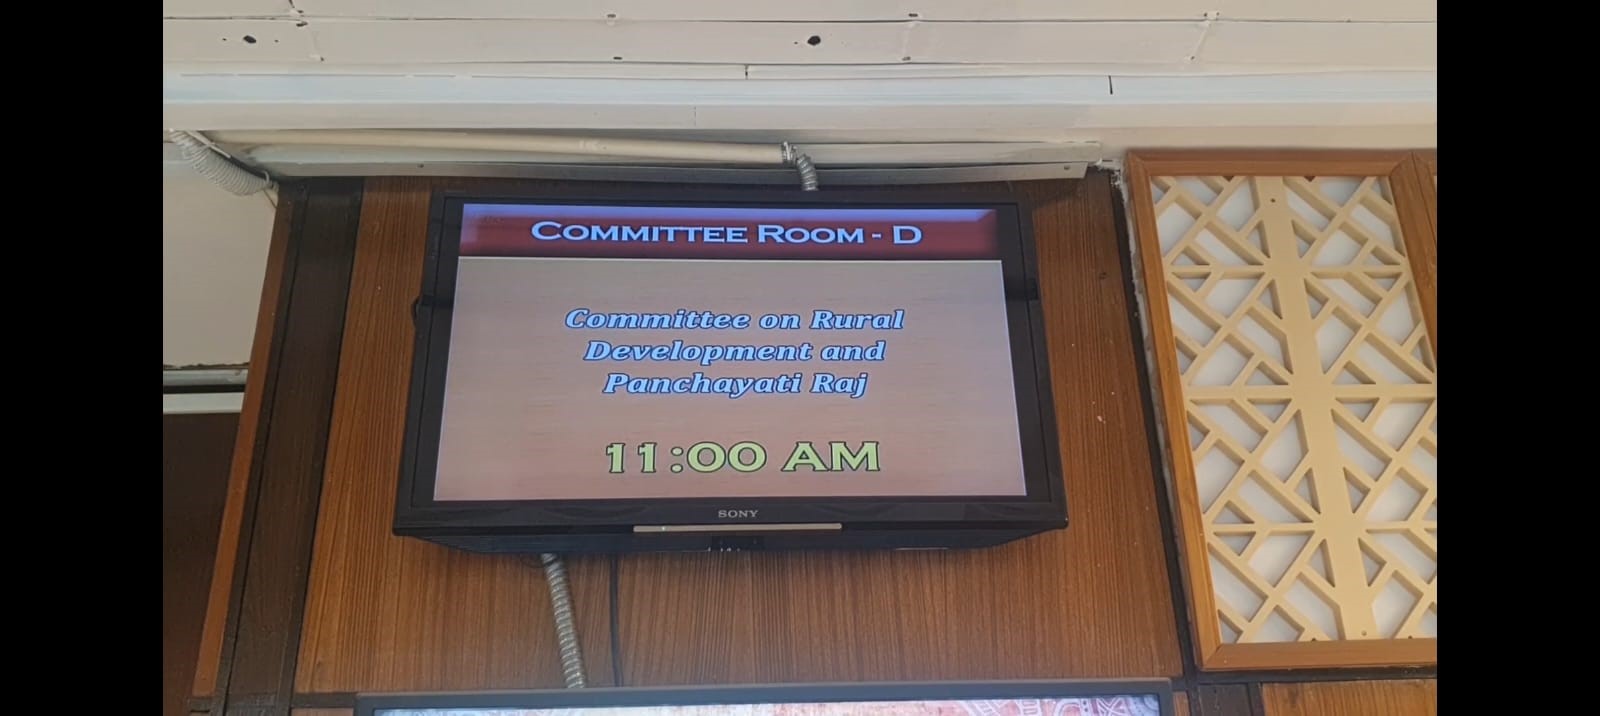 COMMITTEE ROOM - D
Committee on Rural
Development and
Panchayati Raj
11:00 AM
SONY